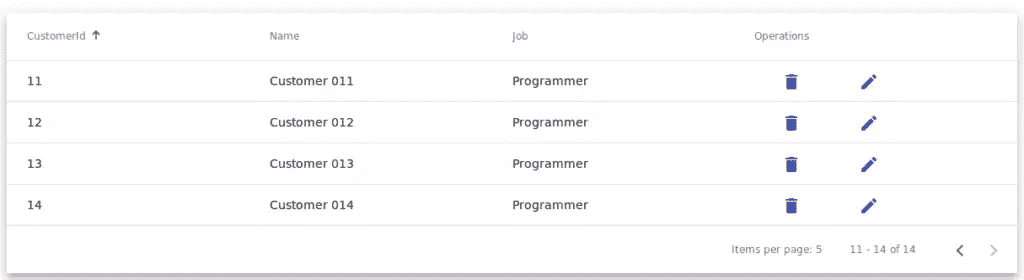 CustomerId Name Job Operations
11 Customer 011 Programmer
12 Customer 012 Programmer
13 Customer 013 Programmer
14 Customer 014 Programmer
Items per page: 5 11 - 14 of 14